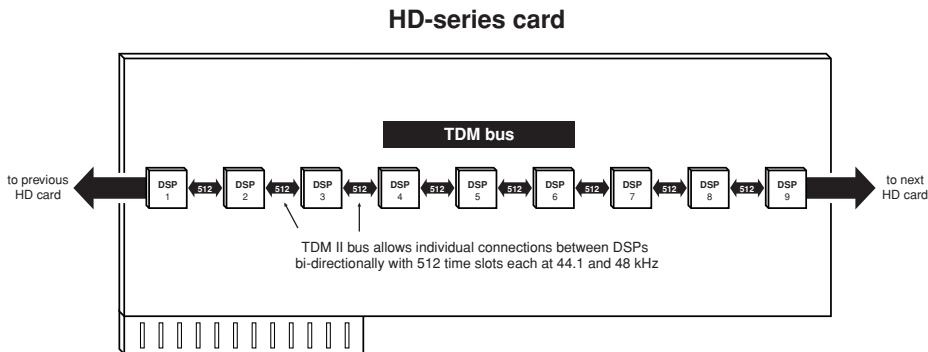 HD-series card
TDM bus
to previous
HD card
DSP
1
512
DSP
2
512
DSP
3
512
DSP
4
512
DSP
5
512
DSP
6
512
DSP
7
512
DSP
8
512
DSP
9
to next
HD card
TDM II bus allows individual connections between DSPs
bi-directionally with 512 time slots each at 44.1 and 48 kHz